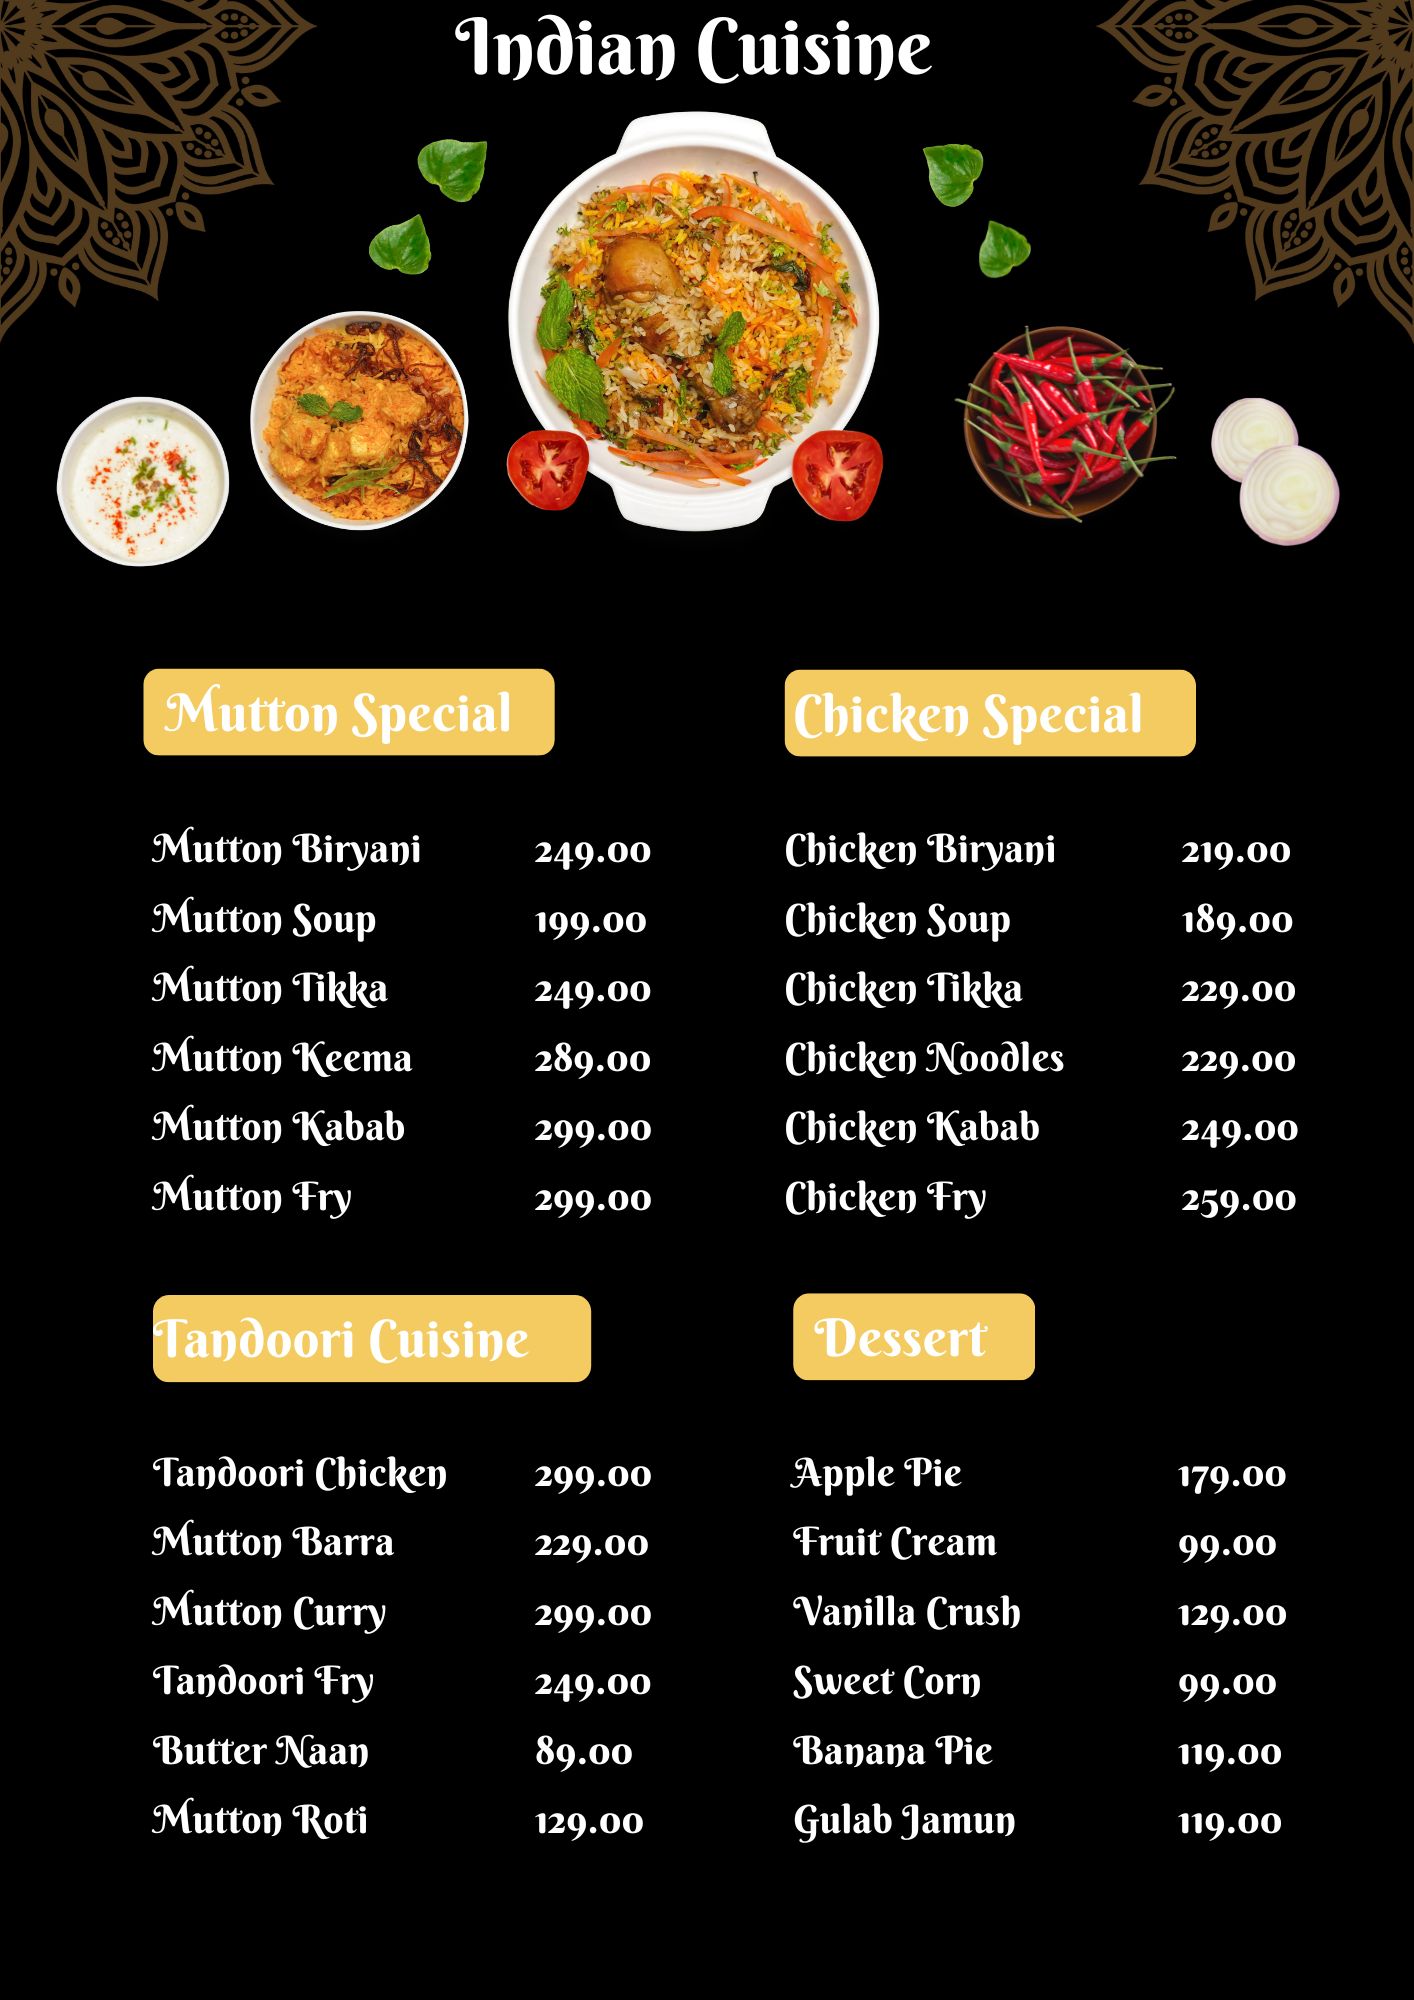 Indian Cuisine
Mutton Special
Mutton Biryani 249.00
Mutton Soup 199.00
Mutton Tikka 249.00
Mutton Keema 289.00
Mutton Kabab 299.00
Mutton Fry 299.00
Chicken Special
Chicken Biryani 219.00
Chicken Soup 189.00
Chicken Tikka 229.00
Chicken Noodles 229.00
Chicken Kabab 249.00
Chicken Fry 259.00
Tandoori Cuisine
Tandoori Chicken 299.00
Mutton Barra 229.00
Mutton Curry 299.00
Tandoori Fry 249.00
Butter Naan 89.00
Mutton Roti 129.00
Dessert
Apple Pie 179.00
Fruit Cream 99.00
Vanilla Crush 129.00
Sweet Corn 99.00
Banana Pie 119.00
Gulab Jamun 119.00